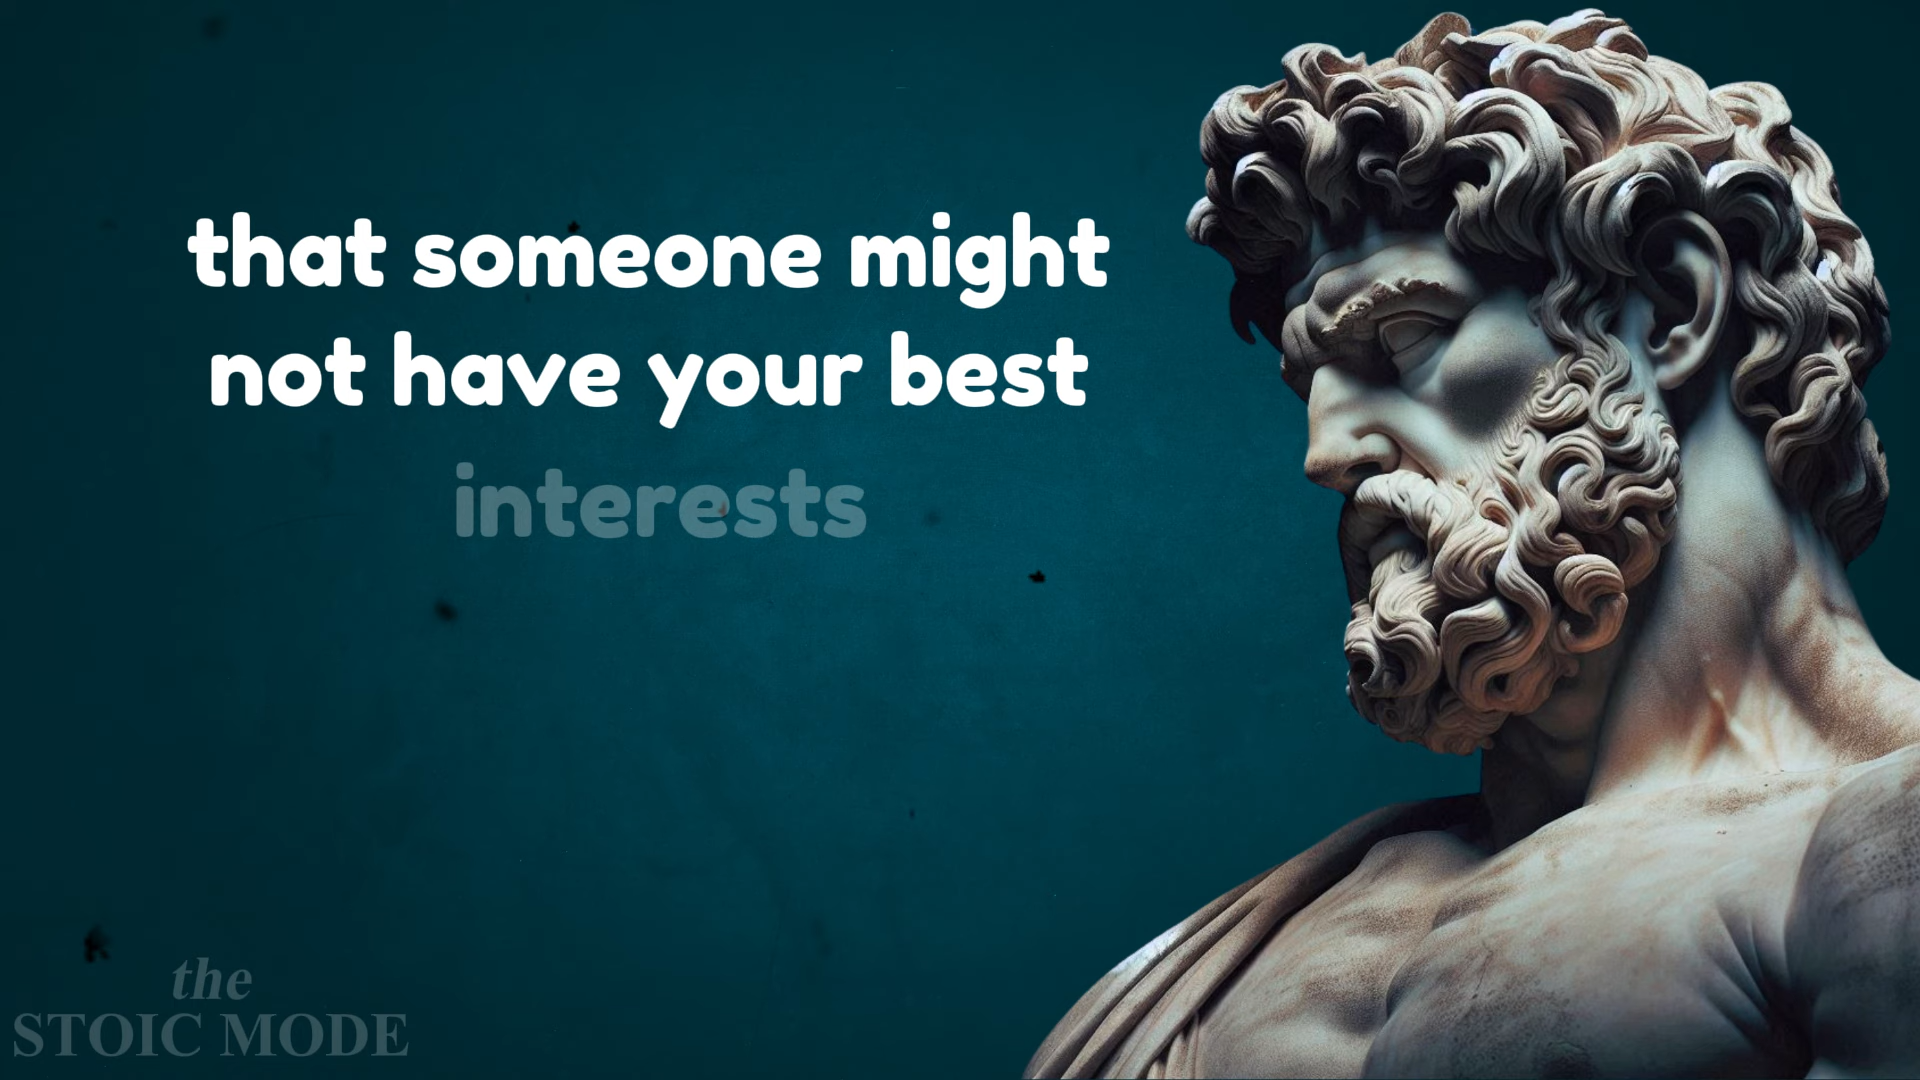 that someone might
not have your best
interests
the
STOIC MODE